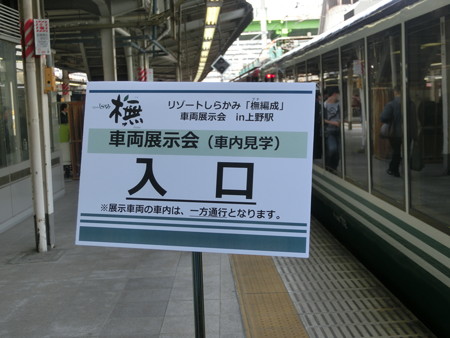 橅
リゾートしらかみ「橅編成」
車両展示会 in上野駅
車両展示会（車内見学）
入 口
※展示車両の車内は、一方通行となります。